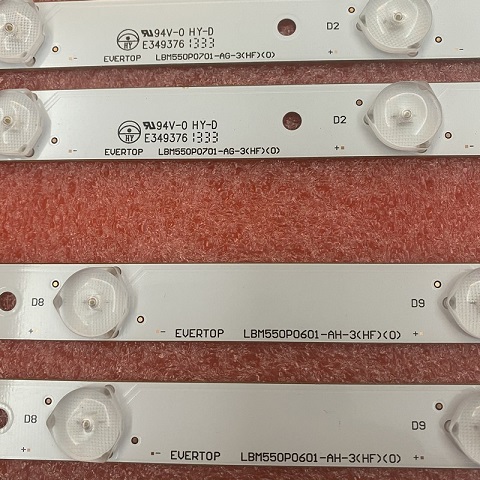 94V-0 HY-D D2
HY E349376 1333
EVERTOP LBM550P0701-AG-3(HF)(0)
94V-0 HY-D
HY E349376 1333 D2
EVERTOP LBM550P0701-AG-3(HF)(0)
D8 D9
EVERTOP LBM550P0601-AH-3(HF)(0)
D8 D9
EVERTOP LBM550P0601-AH-3(HF)(0)